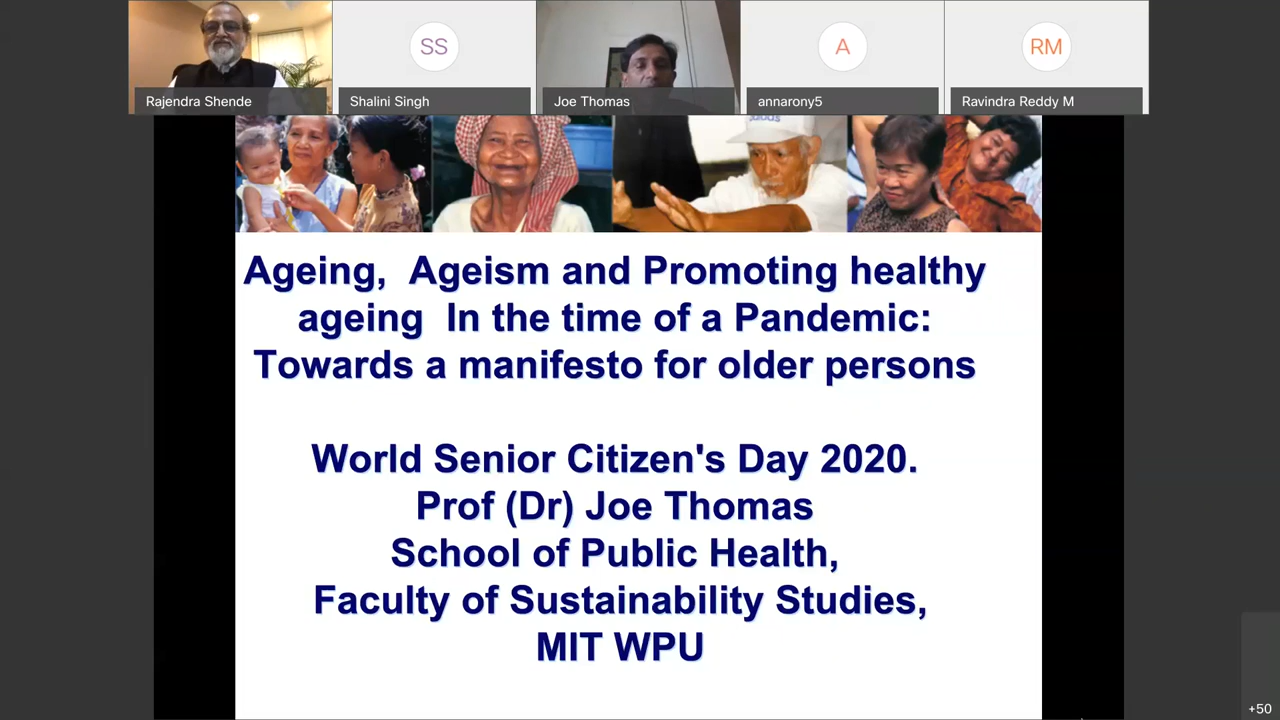 Rajendra Shende
SS
Shalini Singh
Joe Thomas
A
annarony5
RM
Ravindra Reddy M
Ageing, Ageism and Promoting healthy
ageing In the time of a Pandemic:
Towards a manifesto for older persons
World Senior Citizen's Day 2020.
Prof (Dr) Joe Thomas
School of Public Health,
Faculty of Sustainability Studies,
MIT WPU
+50